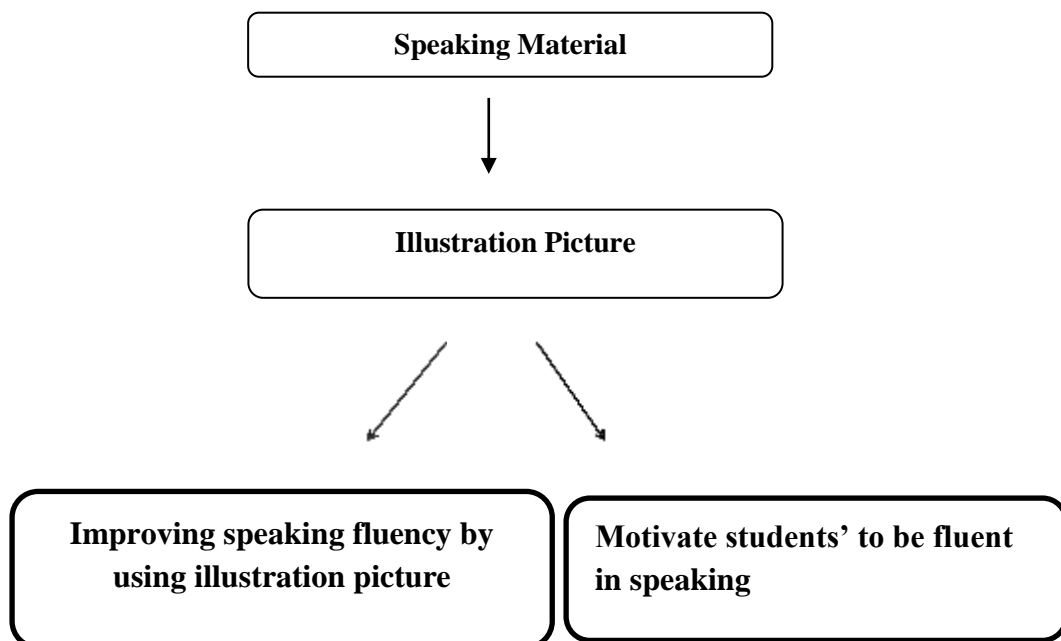 Speaking Material
Illustration Picture
Improving speaking fluency by
using illustration picture
Motivate students’ to be fluent
in speaking